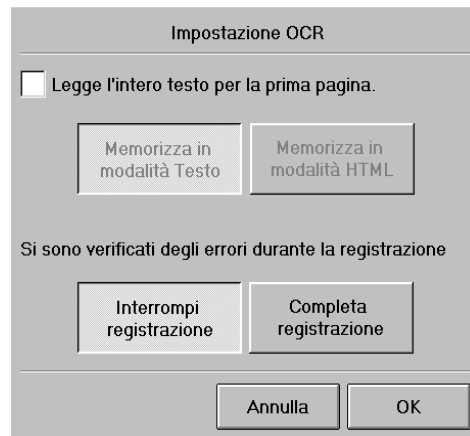 Impostazione OCR
Legge l'intero testo per la prima pagina.
Memorizza in
modalità Testo
Memorizza in
modalità HTML
Si sono verificati degli errori durante la registrazione
Interrompi
registrazione
Completa
registrazione
Annulla
OK